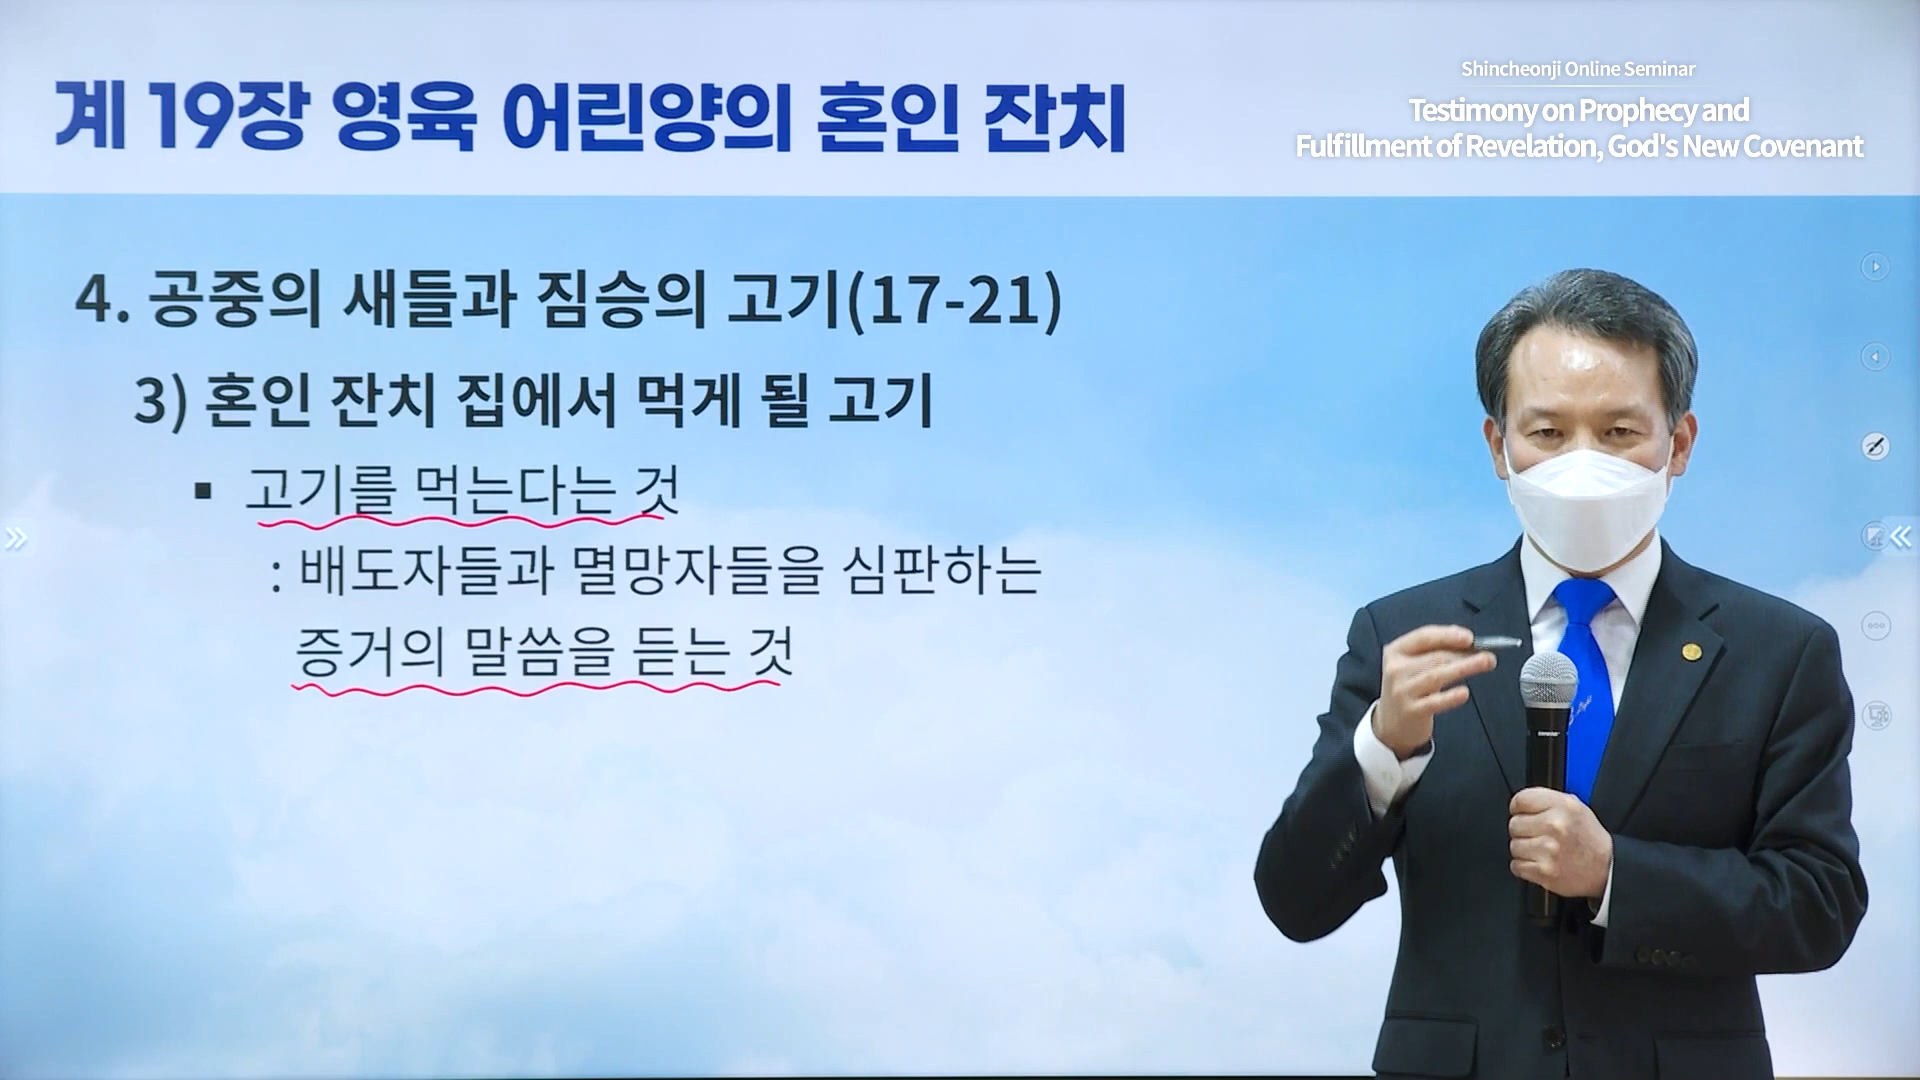 계 19장 영육 어린양의 혼인 잔치
Shincheonji Online Seminar
Testimony on Prophecy and
Fulfillment of Revelation, God's New Covenant
4. 공중의 새들과 짐승의 고기(17-21)
3) 혼인 잔치 집에서 먹게 될 고기
▪ 고기를 먹는다는 것
: 배도자들과 멸망자들을 심판하는
증거의 말씀을 듣는 것